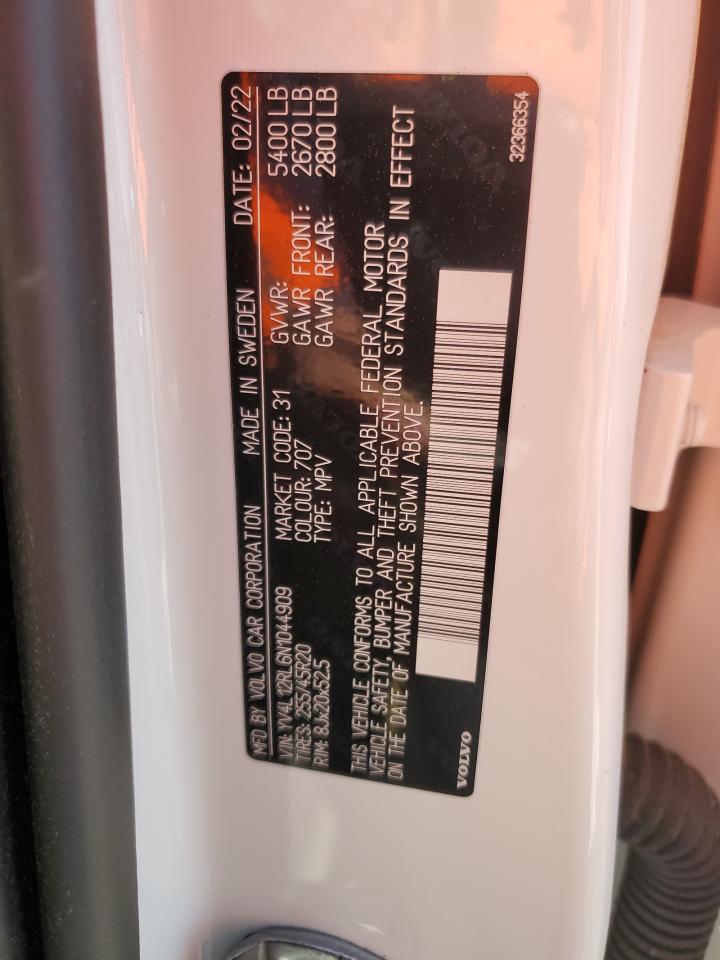 MFD BY VOLVO CAR CORPORATION MADE IN SWEDEN DATE: 02/22
VIN: YV4L12RL6N1044909 MARKET CODE: 31 GVWR: 5400 LB
TIRES: 255/45R20 COLOUR: 707 GAWR FRONT: 2670 LB
RIM: 8Jx20x52.5 TYPE: MPV GAWR REAR: 2800 LB
THIS VEHICLE CONFORMS TO ALL APPLICABLE FEDERAL MOTOR
VEHICLE SAFETY, BUMPER AND THEFT PREVENTION STANDARDS IN EFFECT
ON THE DATE OF MANUFACTURE SHOWN ABOVE.
VOLVO 32366354